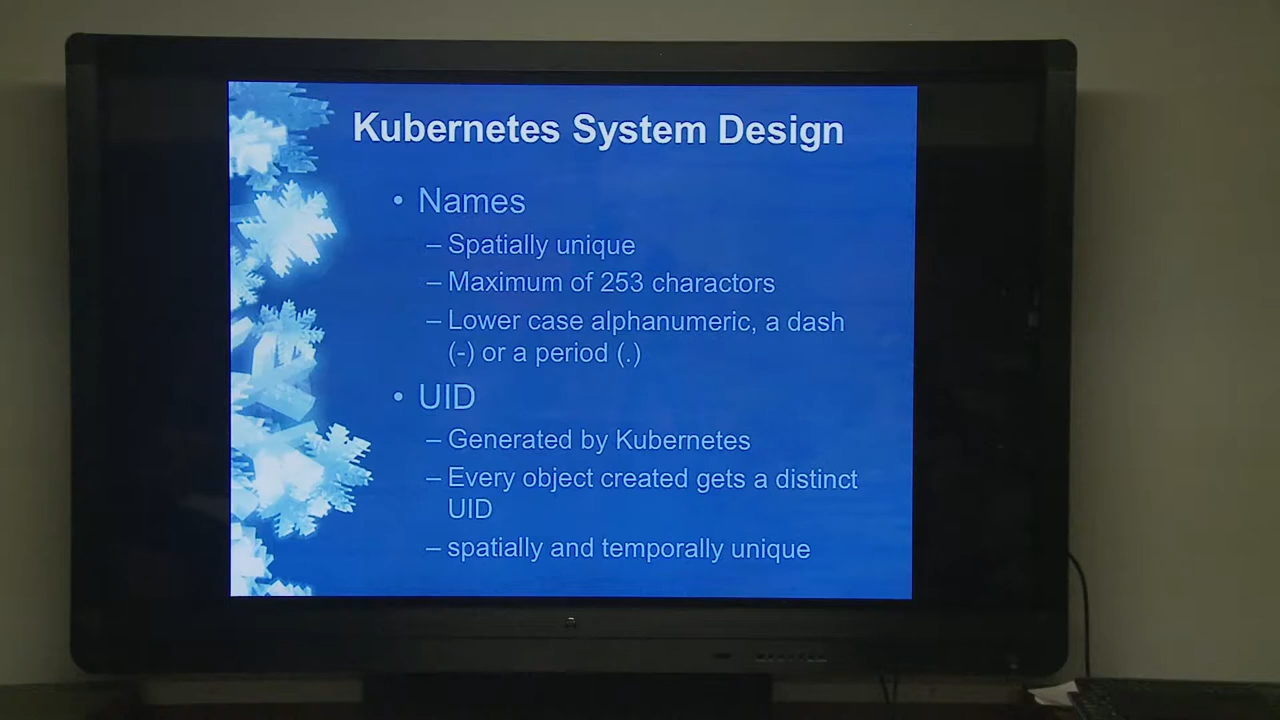 Kubernetes System Design
• Names
– Spatially unique
– Maximum of 253 charactors
– Lower case alphanumeric, a dash
(-) or a period (.)
• UID
– Generated by Kubernetes
– Every object created gets a distinct
UID
– spatially and temporally unique